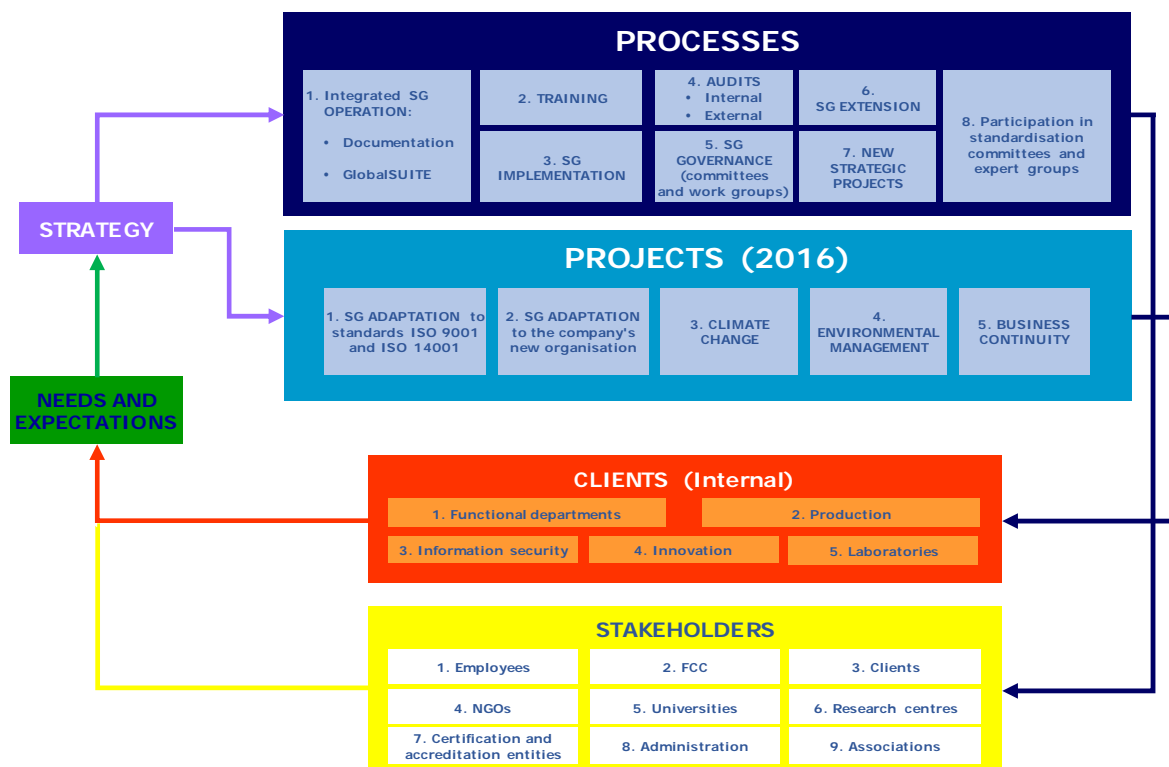 PROCESSES
1. Integrated SG
OPERATION:
• Documentation
• GlobalSUITE
2. TRAINING
3. SG
IMPLEMENTATION
4. AUDITS
• Internal
• External
5. SG
GOVERNANCE
(committees
and work groups)
6.
SG EXTENSION
7. NEW
STRATEGIC
PROJECTS
8. Participation in
standardisation
committees and
expert groups
STRATEGY
PROJECTS (2016)
1. SG ADAPTATION to
standards ISO 9001
and ISO 14001
2. SG ADAPTATION
to the company's
new organisation
3. CLIMATE
CHANGE
4.
ENVIRONMENTAL
MANAGEMENT
5. BUSINESS
CONTINUITY
NEEDS AND
EXPECTATIONS
CLIENTS (Internal)
1. Functional departments
2. Production
3. Information security
4. Innovation
5. Laboratories
STAKEHOLDERS
1. Employees
2. FCC
3. Clients
4. NGOs
5. Universities
6. Research centres
7. Certification and
accreditation entities
8. Administration
9. Associations